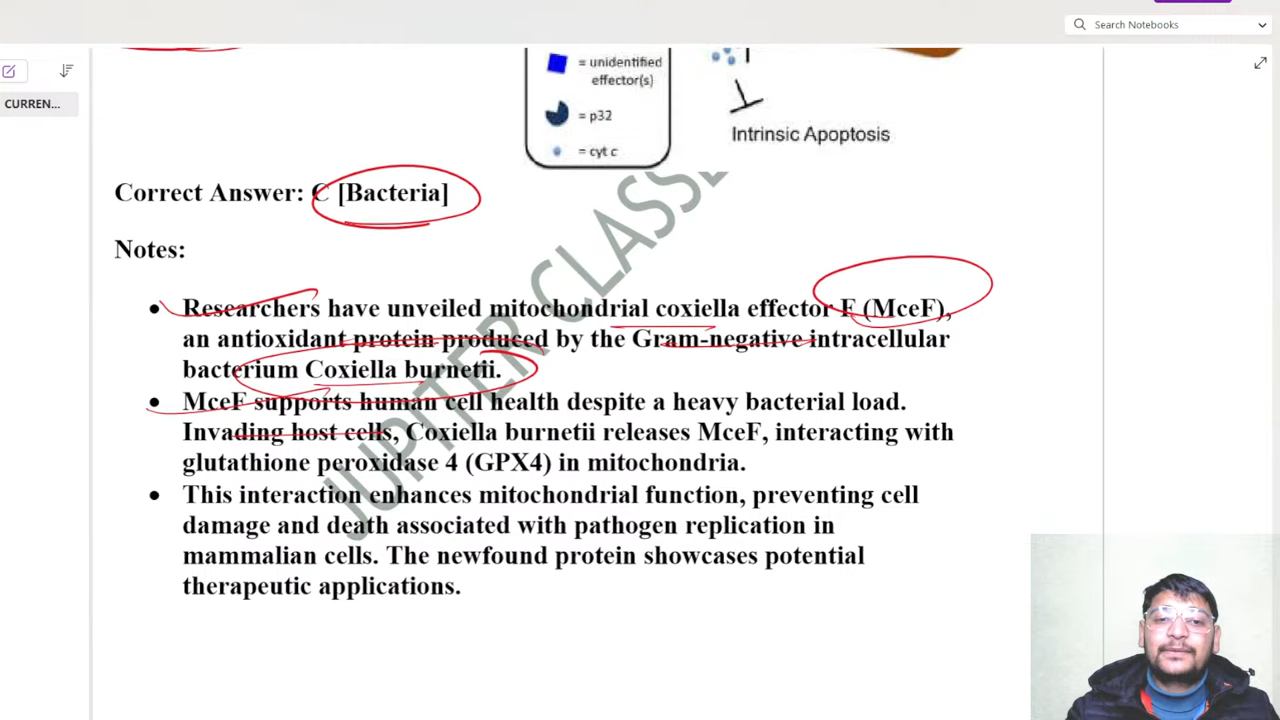 Search Notebooks
CURREN...
= unidentified
effector(s)
= p32
= cyt c
Intrinsic Apoptosis
Correct Answer: C [Bacteria]
Notes:
• Researchers have unveiled mitochondrial coxiella effector F (MceF),
an antioxidant protein produced by the Gram-negative intracellular
bacterium Coxiella burnetii.
• MceF supports human cell health despite a heavy bacterial load.
Invading host cells, Coxiella burnetii releases MceF, interacting with
glutathione peroxidase 4 (GPX4) in mitochondria.
• This interaction enhances mitochondrial function, preventing cell
damage and death associated with pathogen replication in
mammalian cells. The newfound protein showcases potential
therapeutic applications.
JUPITER CLASSE